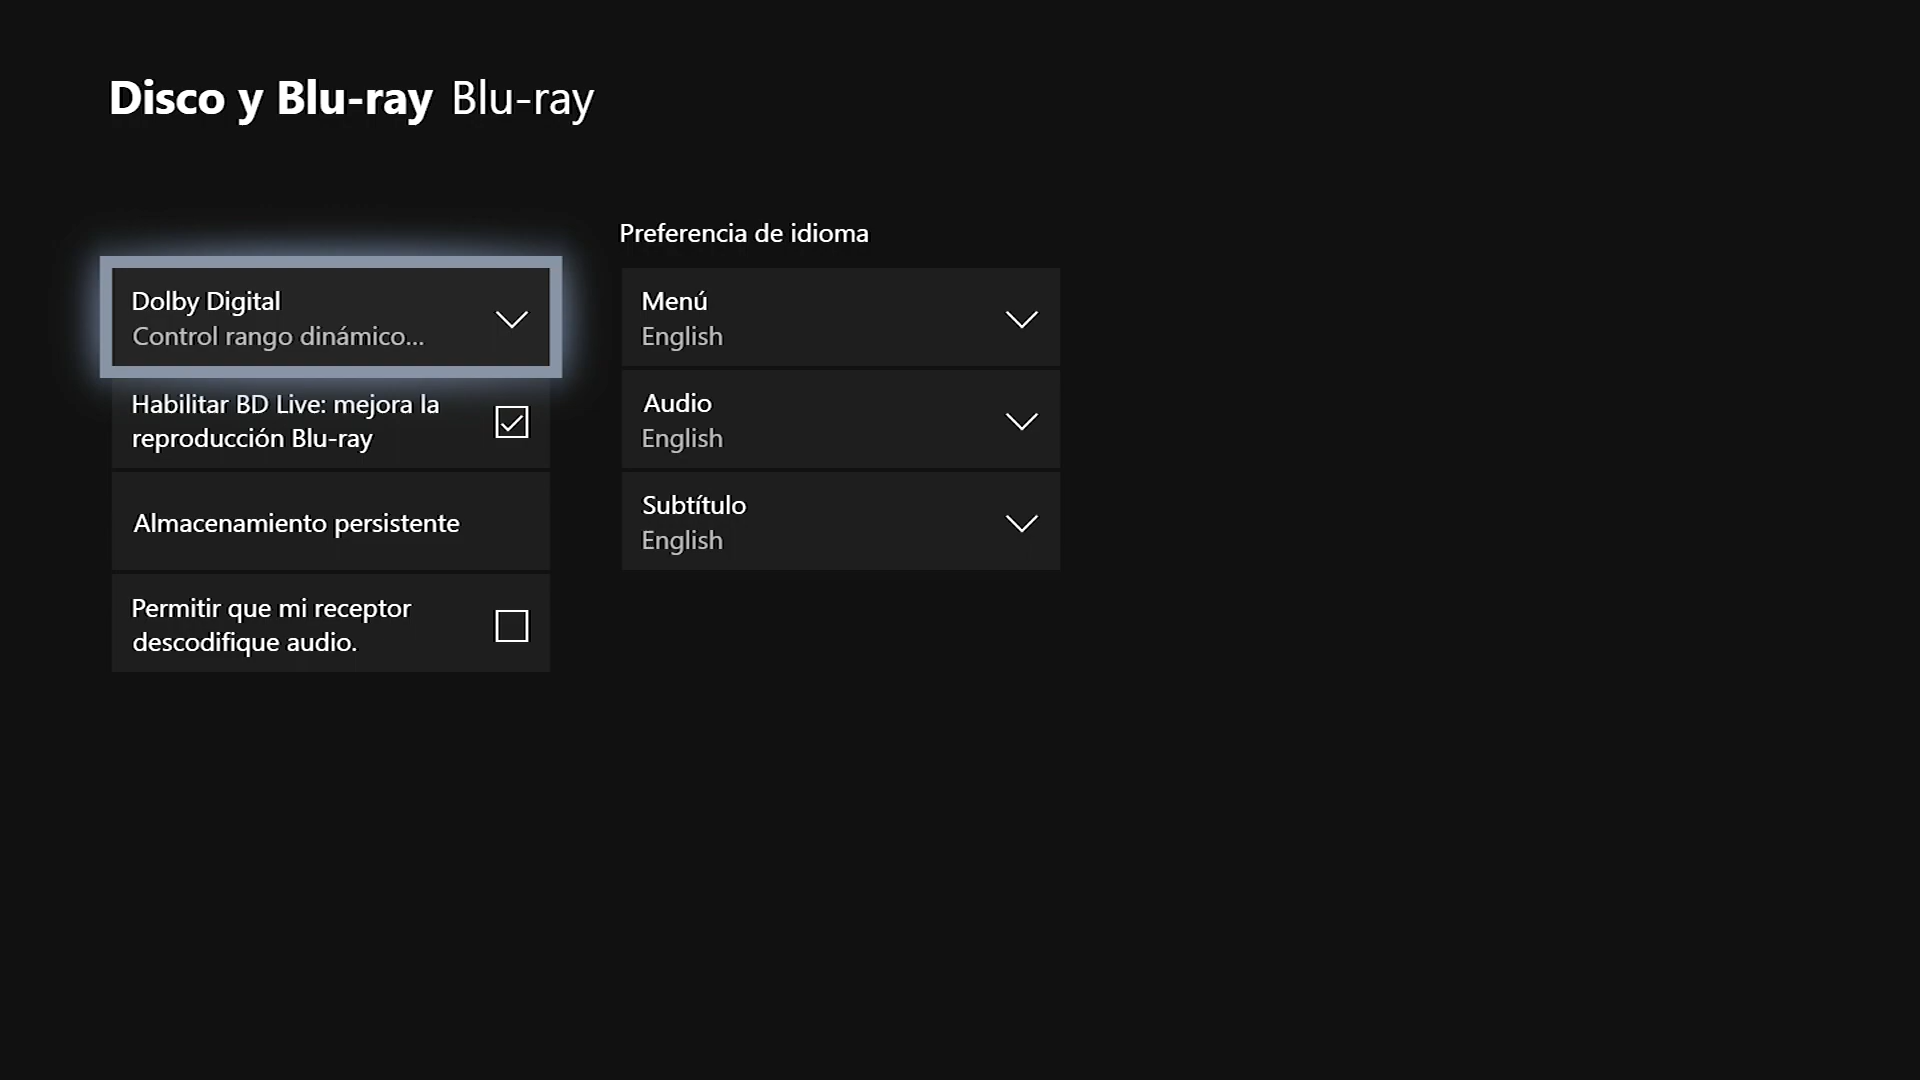 Disco y Blu-ray Blu-ray
Dolby Digital
Control rango dinámico...
Habilitar BD Live: mejora la
reproducción Blu-ray
Almacenamiento persistente
Permitir que mi receptor
descodifique audio.
Preferencia de idioma
Menú
English
Audio
English
Subtítulo
English